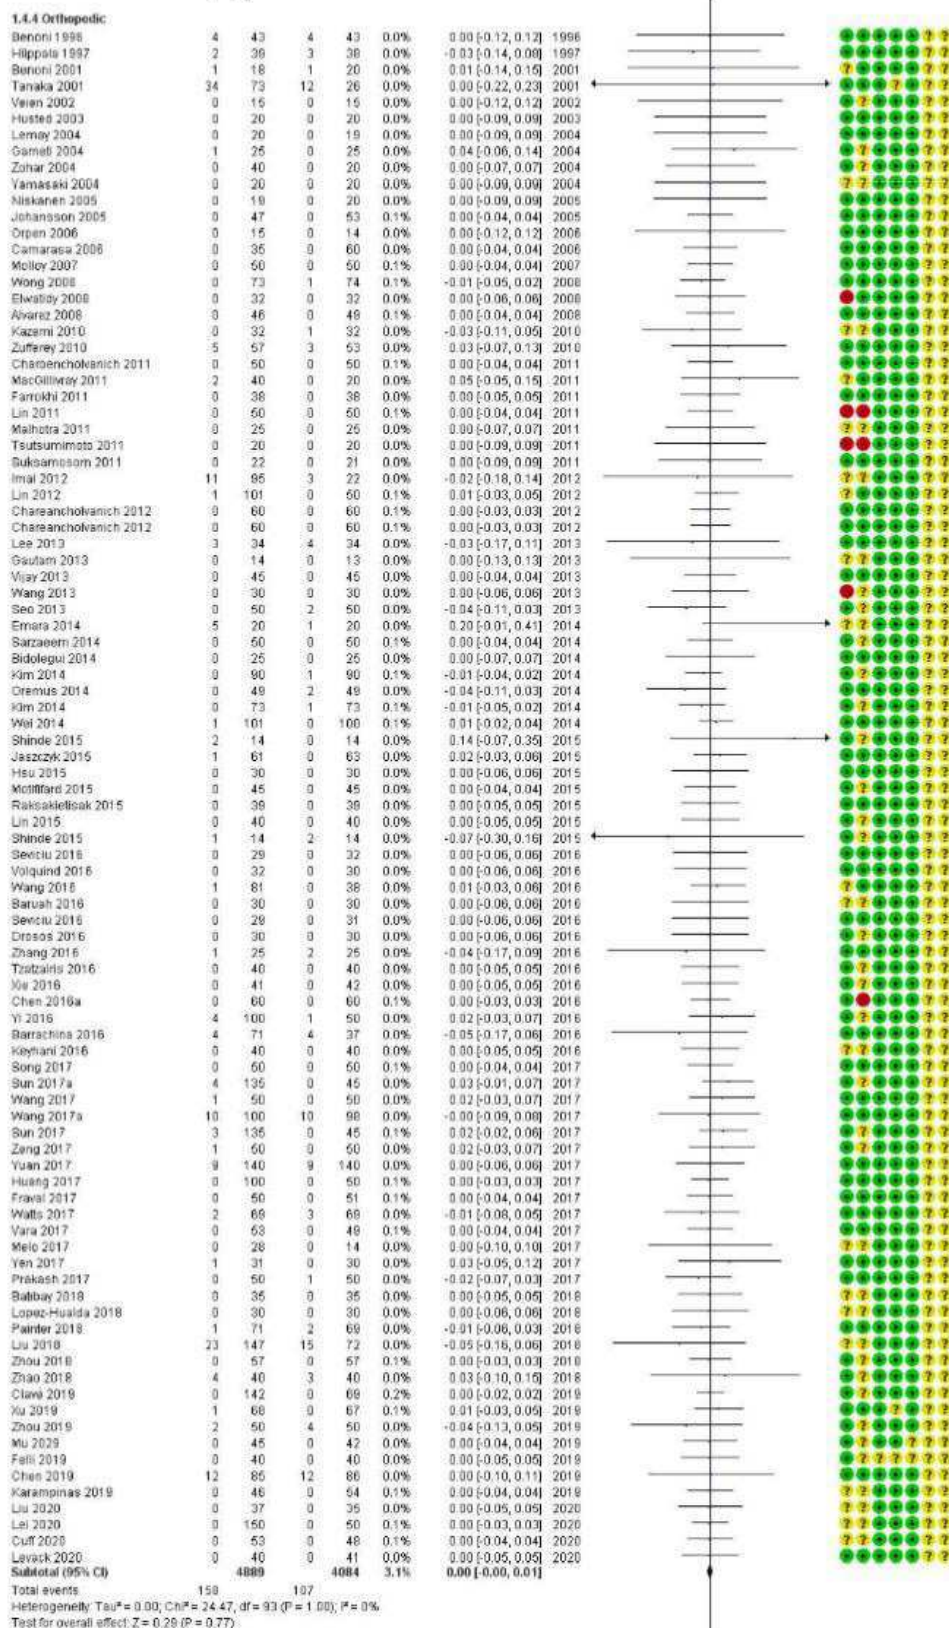 1.4.4 Orthopedic
Benoni 1996 4 43 4 43 0.0% 0.00 [-0.12, 0.12] 1996
Hiippala 1997 2 39 3 38 0.0% -0.03 [-0.14, 0.08] 1997
Benoni 2001 1 18 1 20 0.0% 0.01 [-0.14, 0.15] 2001
Tanaka 2001 34 73 12 26 0.0% 0.00 [-0.22, 0.23] 2001
Veien 2002 0 15 0 15 0.0% 0.00 [-0.12, 0.12] 2002
Husted 2003 0 20 0 20 0.0% 0.00 [-0.09, 0.09] 2003
Lemay 2004 0 20 0 19 0.0% 0.00 [-0.09, 0.09] 2004
Garneti 2004 1 25 0 25 0.0% 0.04 [-0.06, 0.14] 2004
Zohar 2004 0 40 0 20 0.0% 0.00 [-0.07, 0.07] 2004
Yamasaki 2004 0 20 0 20 0.0% 0.00 [-0.09, 0.09] 2004
Niskanen 2005 0 19 0 20 0.0% 0.00 [-0.09, 0.09] 2005
Johansson 2005 0 47 0 53 0.1% 0.00 [-0.04, 0.04] 2005
Orpen 2006 0 15 0 14 0.0% 0.00 [-0.12, 0.12] 2006
Camarasa 2006 0 35 0 60 0.0% 0.00 [-0.04, 0.04] 2006
Molloy 2007 0 50 0 50 0.1% 0.00 [-0.04, 0.04] 2007
Wong 2008 0 73 1 74 0.1% -0.01 [-0.05, 0.02] 2008
Elwatidy 2008 0 32 0 32 0.0% 0.00 [-0.06, 0.06] 2008
Alvarez 2008 0 46 0 49 0.1% 0.00 [-0.04, 0.04] 2008
Kazemi 2010 0 32 1 32 0.0% -0.03 [-0.11, 0.05] 2010
Zufferey 2010 5 57 3 53 0.0% 0.03 [-0.07, 0.13] 2010
Charoencholvanich 2011 0 50 0 50 0.1% 0.00 [-0.04, 0.04] 2011
MacGillivray 2011 2 40 0 20 0.0% 0.05 [-0.05, 0.15] 2011
Farrokhi 2011 0 38 0 38 0.0% 0.00 [-0.05, 0.05] 2011
Lin 2011 0 50 0 50 0.1% 0.00 [-0.04, 0.04] 2011
Malhotra 2011 0 25 0 25 0.0% 0.00 [-0.07, 0.07] 2011
Tsutsumimoto 2011 0 20 0 20 0.0% 0.00 [-0.09, 0.09] 2011
Suksamosorn 2011 0 22 0 21 0.0% 0.00 [-0.09, 0.09] 2011
Imai 2012 11 95 3 22 0.0% -0.02 [-0.18, 0.14] 2012
Lin 2012 1 101 0 50 0.1% 0.01 [-0.03, 0.05] 2012
Chareancholvanich 2012 0 60 0 60 0.1% 0.00 [-0.03, 0.03] 2012
Chareancholvanich 2012 0 60 0 60 0.1% 0.00 [-0.03, 0.03] 2012
Lee 2013 3 34 4 34 0.0% -0.03 [-0.17, 0.11] 2013
Gautam 2013 0 14 0 13 0.0% 0.00 [-0.13, 0.13] 2013
Vijay 2013 0 45 0 45 0.1% 0.00 [-0.04, 0.04] 2013
Wang 2013 0 30 0 30 0.0% 0.00 [-0.06, 0.06] 2013
Seo 2013 0 50 2 50 0.0% -0.04 [-0.11, 0.03] 2013
Emara 2014 5 20 1 20 0.0% 0.20 [-0.01, 0.41] 2014
Barzaeem 2014 0 50 0 50 0.1% 0.00 [-0.04, 0.04] 2014
Bidolegui 2014 0 25 0 25 0.0% 0.00 [-0.07, 0.07] 2014
Kim 2014 0 90 1 90 0.1% -0.01 [-0.04, 0.02] 2014
Oremus 2014 0 49 2 49 0.0% -0.04 [-0.11, 0.03] 2014
Kim 2014 0 73 1 73 0.1% -0.01 [-0.05, 0.02] 2014
Wei 2014 1 101 0 100 0.1% 0.01 [-0.02, 0.04] 2014
Shinde 2015 2 14 0 14 0.0% 0.14 [-0.07, 0.35] 2015
Jaszczyk 2015 1 61 0 63 0.0% 0.02 [-0.03, 0.06] 2015
Hsu 2015 0 30 0 30 0.0% 0.00 [-0.06, 0.06] 2015
Motififard 2015 0 45 0 45 0.1% 0.00 [-0.04, 0.04] 2015
Raksakietisak 2015 0 39 0 39 0.0% 0.00 [-0.05, 0.05] 2015
Lin 2015 0 40 0 40 0.0% 0.00 [-0.05, 0.05] 2015
Shinde 2015 1 14 2 14 0.0% -0.07 [-0.30, 0.16] 2015
Seviciu 2016 0 29 0 32 0.0% 0.00 [-0.06, 0.06] 2016
Volquind 2016 0 32 0 30 0.0% 0.00 [-0.06, 0.06] 2016
Wang 2016 1 81 0 38 0.0% 0.01 [-0.03, 0.06] 2016
Baruah 2016 0 30 0 30 0.0% 0.00 [-0.06, 0.06] 2016
Seviciu 2016 0 29 0 31 0.0% 0.00 [-0.06, 0.06] 2016
Drosos 2016 0 30 0 30 0.0% 0.00 [-0.06, 0.06] 2016
Zhang 2016 1 25 2 25 0.0% -0.04 [-0.17, 0.09] 2016
Tzatzairis 2016 0 40 0 40 0.0% 0.00 [-0.05, 0.05] 2016
Xie 2016 0 41 0 42 0.0% 0.00 [-0.05, 0.05] 2016
Chen 2016a 0 60 0 60 0.1% 0.00 [-0.03, 0.03] 2016
Yi 2016 4 100 1 50 0.0% 0.02 [-0.03, 0.07] 2016
Barrachina 2016 4 71 4 37 0.0% -0.05 [-0.17, 0.06] 2016
Keyhani 2016 0 40 0 40 0.0% 0.00 [-0.05, 0.05] 2016
Song 2017 0 50 0 50 0.1% 0.00 [-0.04, 0.04] 2017
Sun 2017a 4 135 0 45 0.0% 0.03 [-0.01, 0.07] 2017
Wang 2017 1 50 0 50 0.0% 0.02 [-0.03, 0.07] 2017
Wang 2017a 10 100 10 98 0.0% -0.00 [-0.09, 0.08] 2017
Sun 2017 3 135 0 45 0.1% 0.02 [-0.02, 0.06] 2017
Zeng 2017 1 50 0 50 0.0% 0.02 [-0.03, 0.07] 2017
Yuan 2017 9 140 9 140 0.0% 0.00 [-0.06, 0.06] 2017
Huang 2017 0 100 0 50 0.1% 0.00 [-0.03, 0.03] 2017
Fraval 2017 0 50 0 51 0.1% 0.00 [-0.04, 0.04] 2017
Watts 2017 2 69 3 69 0.0% -0.01 [-0.08, 0.05] 2017
Vara 2017 0 53 0 49 0.1% 0.00 [-0.04, 0.04] 2017
Melo 2017 0 28 0 14 0.0% 0.00 [-0.10, 0.10] 2017
Yen 2017 1 31 0 30 0.0% 0.03 [-0.05, 0.12] 2017
Prakash 2017 0 50 1 50 0.0% -0.02 [-0.07, 0.03] 2017
Balibay 2018 0 35 0 35 0.0% 0.00 [-0.05, 0.05] 2018
Lopez-Hualda 2018 0 30 0 30 0.0% 0.00 [-0.06, 0.06] 2018
Painter 2018 1 71 2 69 0.0% -0.01 [-0.06, 0.03] 2018
Liu 2018 23 147 15 72 0.0% -0.05 [-0.16, 0.06] 2018
Zhou 2018 0 57 0 57 0.1% 0.00 [-0.03, 0.03] 2018
Zhao 2018 4 40 3 40 0.0% 0.03 [-0.10, 0.15] 2018
Clave 2019 0 142 0 69 0.2% 0.00 [-0.02, 0.02] 2019
Xu 2019 1 68 0 67 0.1% 0.01 [-0.03, 0.05] 2019
Zhou 2019 2 50 4 50 0.0% -0.04 [-0.13, 0.05] 2019
Mu 2029 0 45 0 42 0.0% 0.00 [-0.04, 0.04] 2019
Felli 2019 0 40 0 40 0.0% 0.00 [-0.05, 0.05] 2019
Chen 2019 12 85 12 86 0.0% 0.00 [-0.10, 0.11] 2019
Karampinas 2019 0 46 0 54 0.1% 0.00 [-0.04, 0.04] 2019
Liu 2020 0 37 0 35 0.0% 0.00 [-0.05, 0.05] 2020
Lei 2020 0 150 0 50 0.1% 0.00 [-0.03, 0.03] 2020
Cuff 2020 0 53 0 48 0.1% 0.00 [-0.04, 0.04] 2020
Levack 2020 0 40 0 41 0.0% 0.00 [-0.05, 0.05] 2020
Subtotal (95% CI) 4889 4084 3.1% 0.00 [-0.00, 0.01]
Total events 158 107
Heterogeneity: Tau² = 0.00; Chi² = 24.47, df = 93 (P = 1.00); I² = 0%
Test for overall effect: Z = 0.29 (P = 0.77)